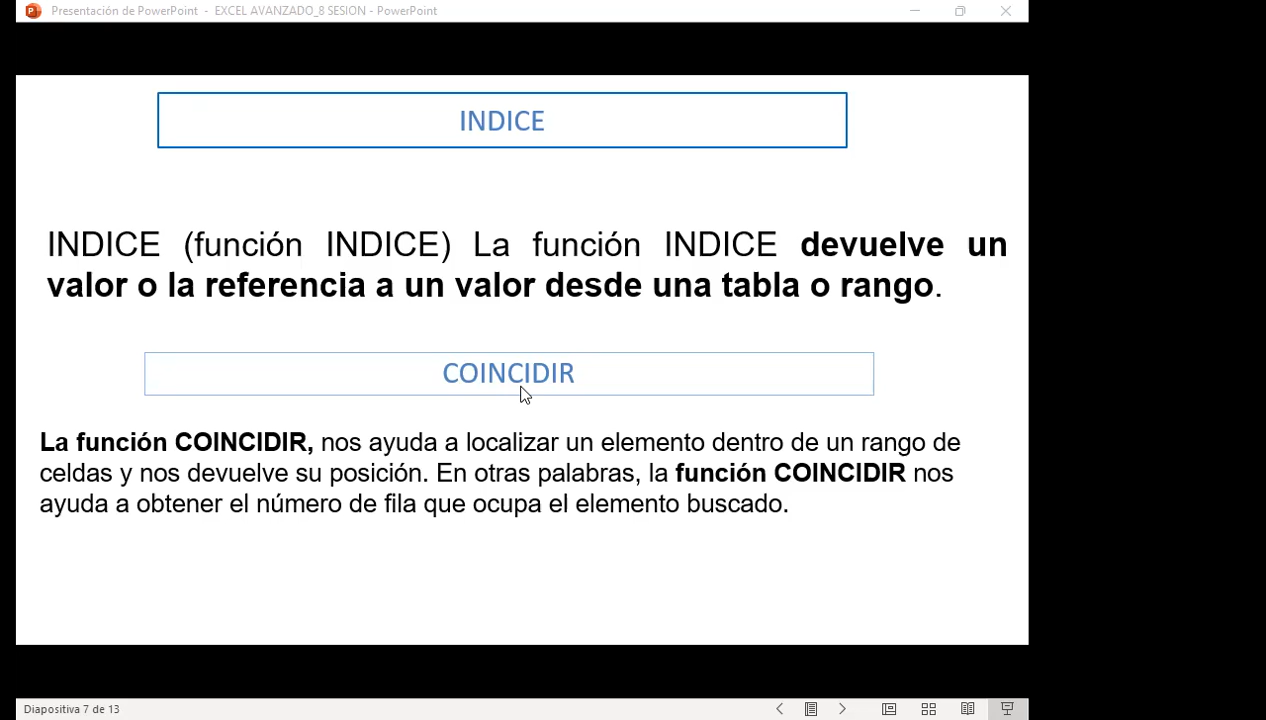 Presentación de PowerPoint - EXCEL AVANZADO_8 SESION - PowerPoint
INDICE
INDICE (función INDICE) La función INDICE devuelve un
valor o la referencia a un valor desde una tabla o rango.
COINCIDIR
La función COINCIDIR, nos ayuda a localizar un elemento dentro de un rango de
celdas y nos devuelve su posición. En otras palabras, la función COINCIDIR nos
ayuda a obtener el número de fila que ocupa el elemento buscado.
Diapositiva 7 de 13